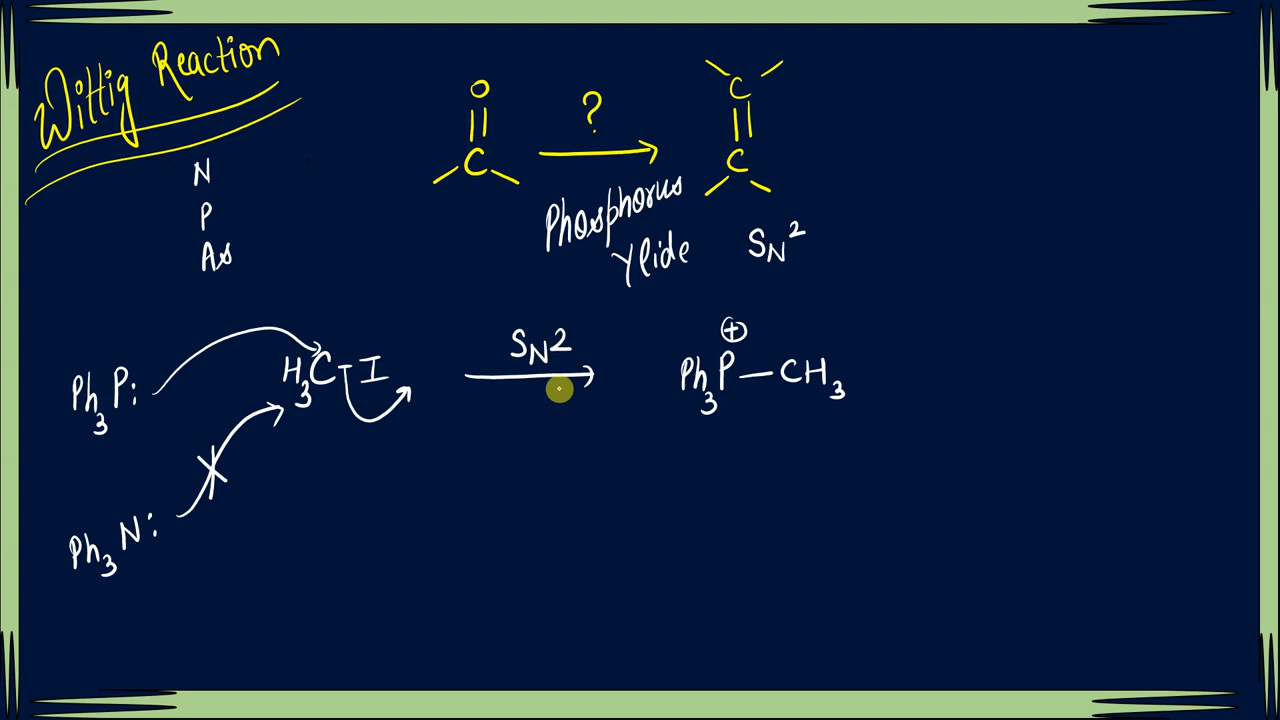 Wittig Reaction
O
||
C
?
Phosphorus
ylide
C
||
C
SN2
N
P
As
Ph3P:
H3C–I
SN2
Ph3P–CH3
+
Ph3N: